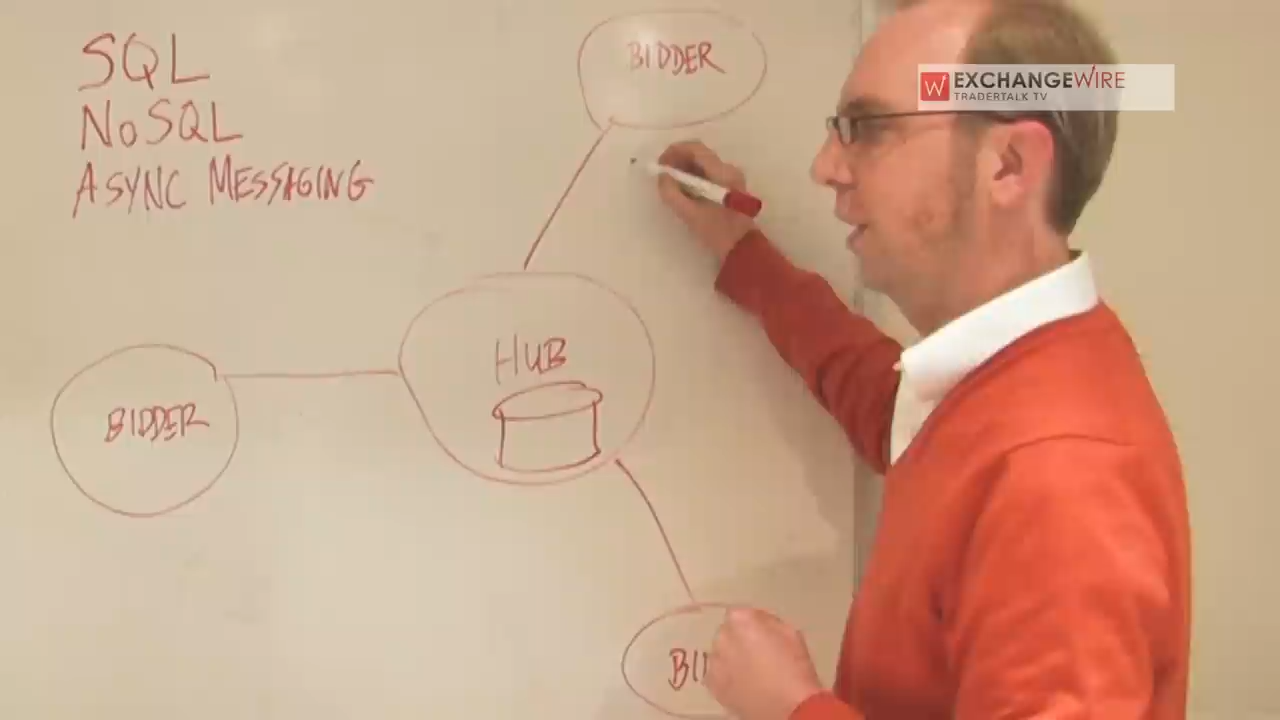 SQL
NoSQL
ASYNC MESSAGING
BIDDER
EXCHANGEWIRE
TRADERTALK TV
HUB
BIDDER